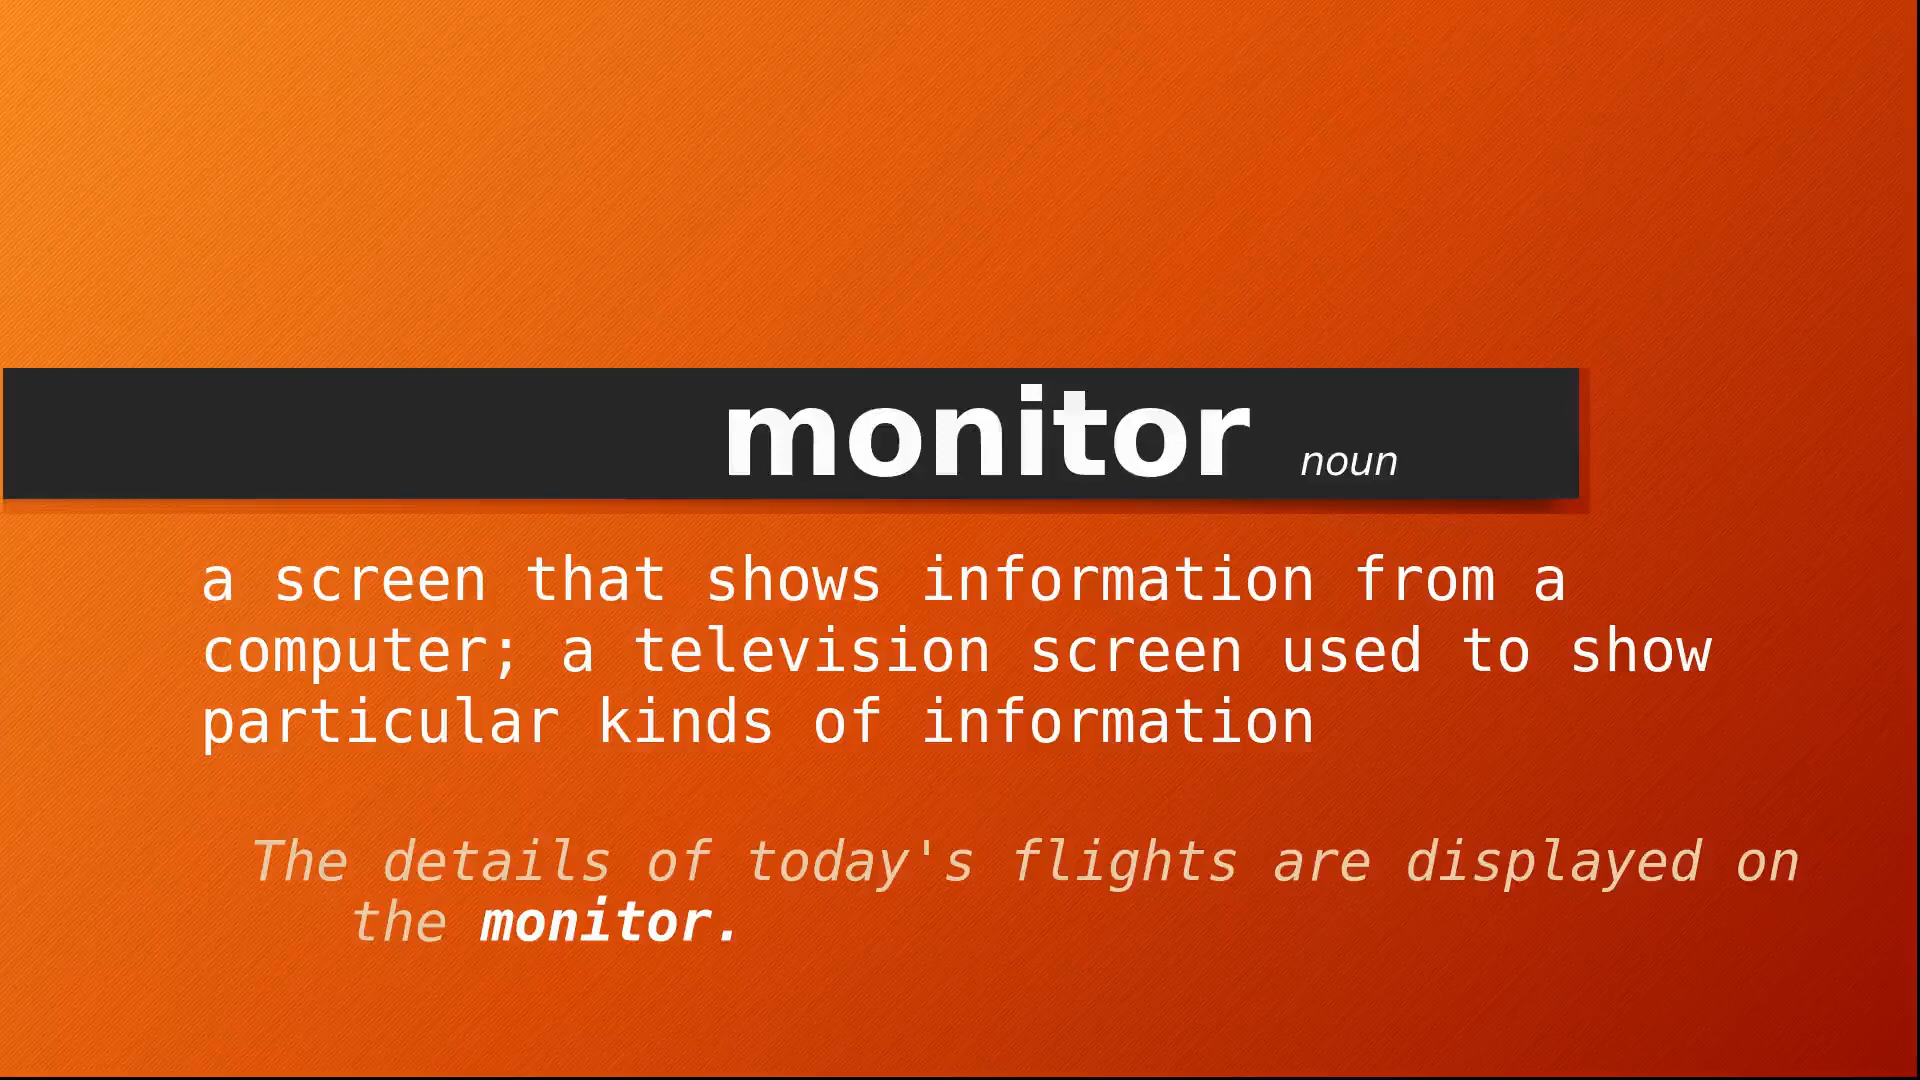 monitor noun
a screen that shows information from a
computer; a television screen used to show
particular kinds of information
The details of today's flights are displayed on
the monitor.